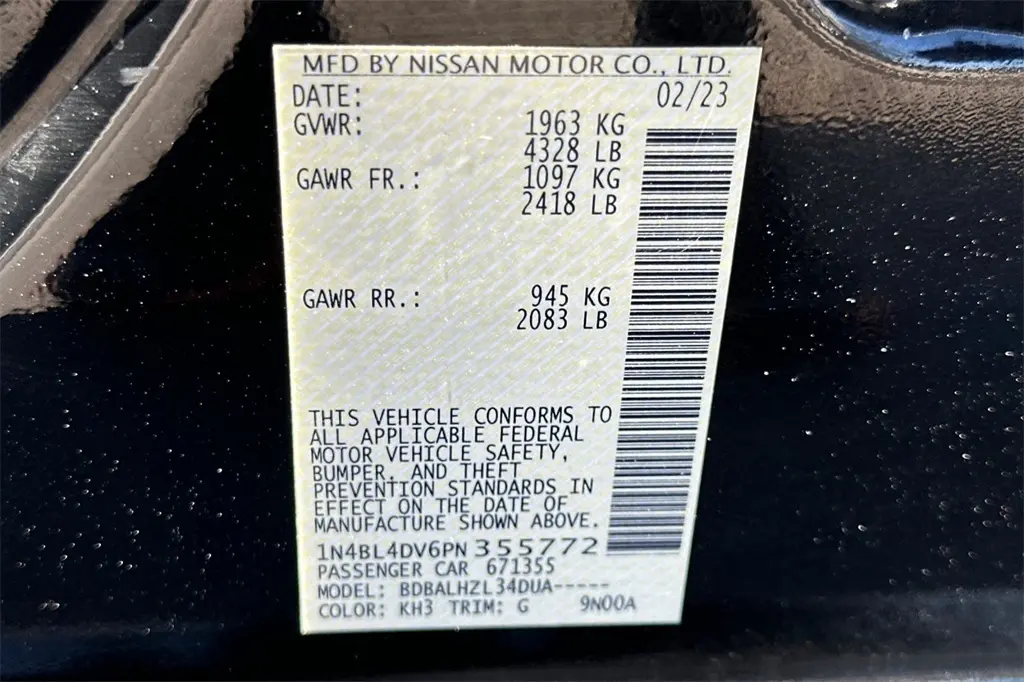 MFD BY NISSAN MOTOR CO., LTD.
DATE: 02/23
GVWR: 1963 KG
4328 LB
GAWR FR.: 1097 KG
2418 LB
GAWR RR.: 945 KG
2083 LB
THIS VEHICLE CONFORMS TO
ALL APPLICABLE FEDERAL
MOTOR VEHICLE SAFETY,
BUMPER, AND THEFT
PREVENTION STANDARDS IN
EFFECT ON THE DATE OF
MANUFACTURE SHOWN ABOVE.
1N4BL4DV6PN 355772
PASSENGER CAR 671355
MODEL: BDBALHZL34DUA-----
COLOR: KH3 TRIM: G 9N00A